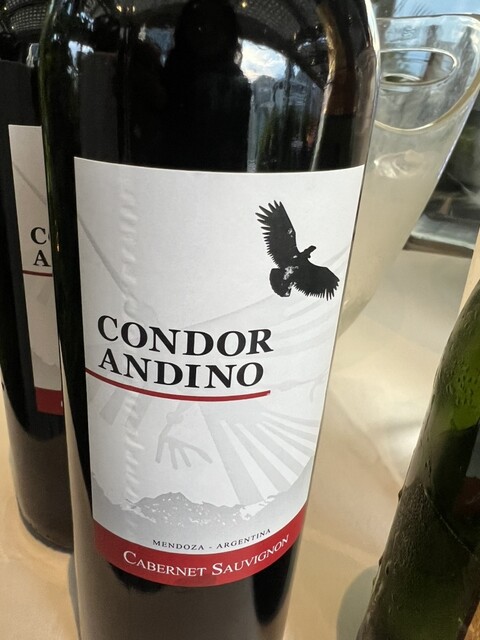 CONDOR
ANDINO
MENDOZA - ARGENTINA
CABERNET SAUVIGNON
C
A